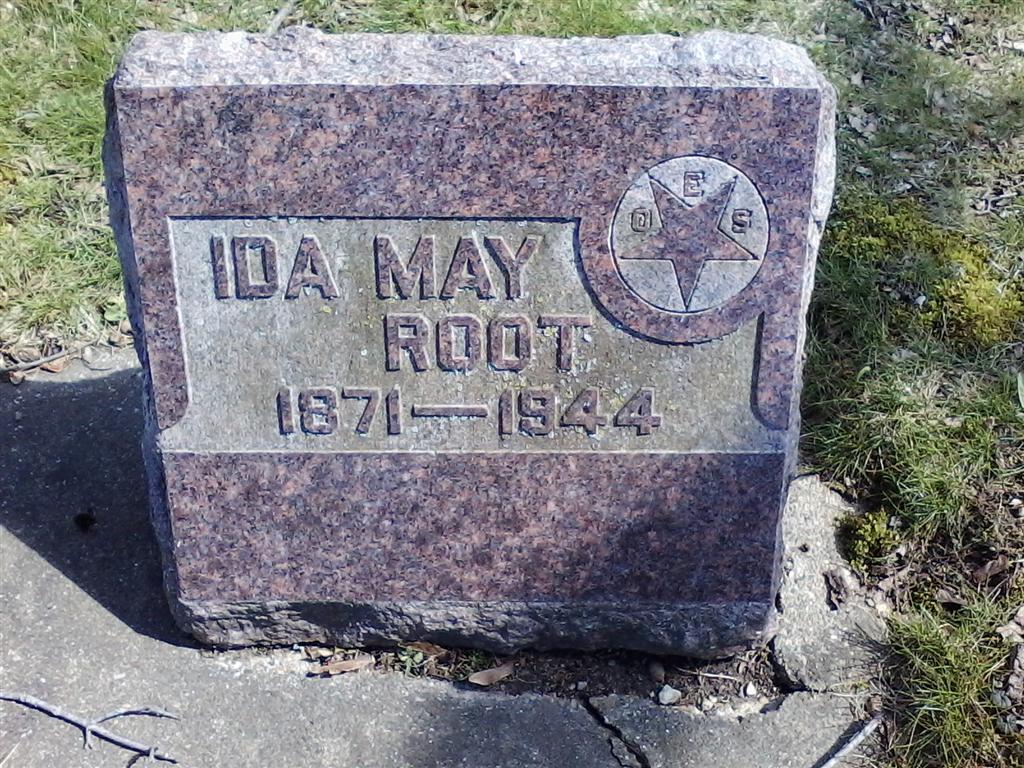 O E S
IDA MAY
ROOT
1871—1944